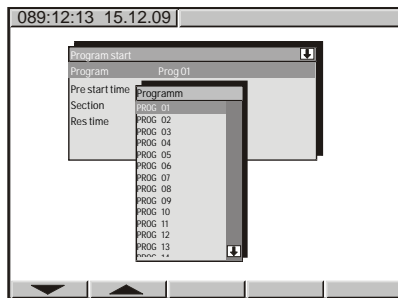 089:12:13 15.12.09
Program start
Program Prog 01
Pre start time
Section
Res time
Programm
PROG 01
PROG 02
PROG 03
PROG 04
PROG 05
PROG 06
PROG 07
PROG 08
PROG 09
PROG 10
PROG 11
PROG 12
PROG 13
PROG 14